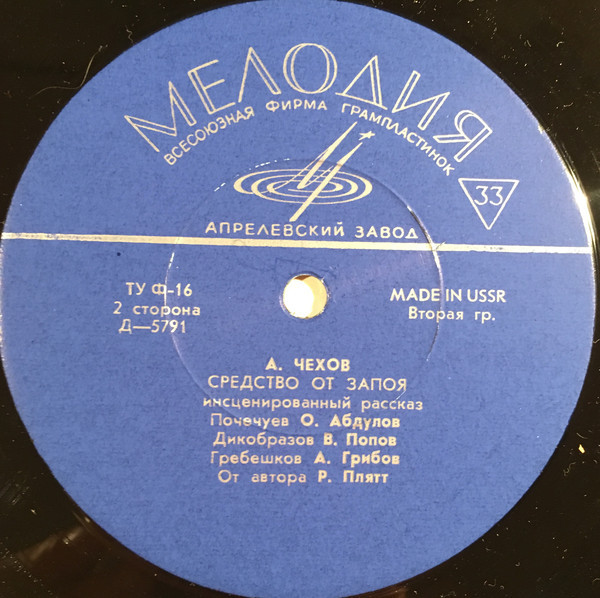 МЕЛОДИЯ
ВСЕСОЮЗНАЯ ФИРМА ГРАМПЛАСТИНОК
33
АПРЕЛЕВСКИЙ ЗАВОД
ТУ Ф-16
2 сторона
Д—5791
MADE IN USSR
Вторая гр.
А. ЧЕХОВ
СРЕДСТВО ОТ ЗАПОЯ
инсценированный рассказ
Почечуев О. Абдулов
Дикобразов В. Попов
Гребешков А. Грибов
От автора Р. Плятт